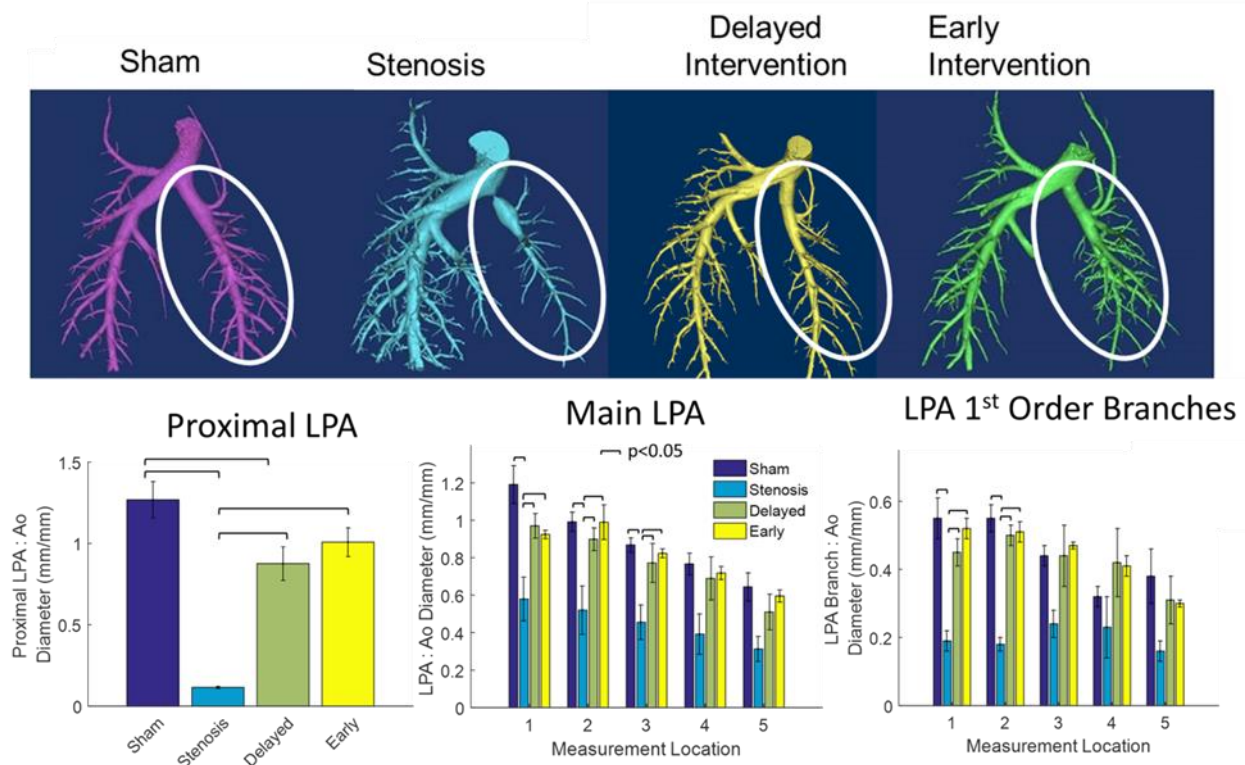 Sham
Stenosis
Delayed
Intervention
Early
Intervention
Proximal LPA
Proximal LPA : Ao
Diameter (mm/mm)
1.5
1
0.5
0
Sham
Stenosis
Delayed
Early
Main LPA
LPA : Ao Diameter (mm/mm)
1.2
1
0.8
0.6
0.4
0.2
0
p<0.05
Sham
Stenosis
Delayed
Early
1 2 3 4 5
Measurement Location
LPA 1st Order Branches
LPA Branch : Ao
Diameter (mm/mm)
0.6
0.4
0.2
0
1 2 3 4 5
Measurement Location